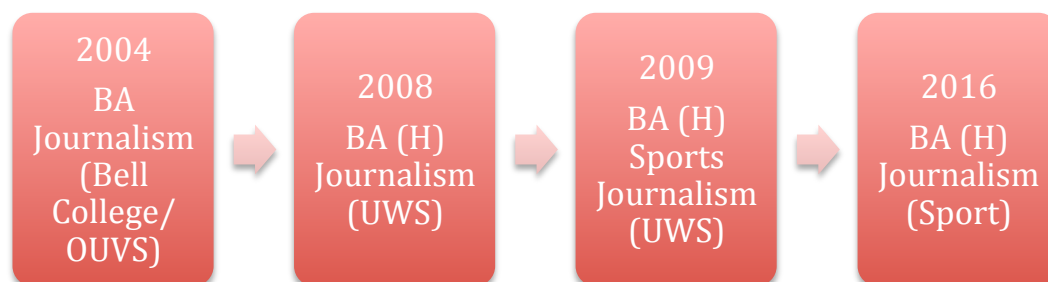 2004
BA
Journalism
(Bell
College/
OUVS)
2008
BA (H)
Journalism
(UWS)
2009
BA (H)
Sports
Journalism
(UWS)
2016
BA (H)
Journalism
(Sport)